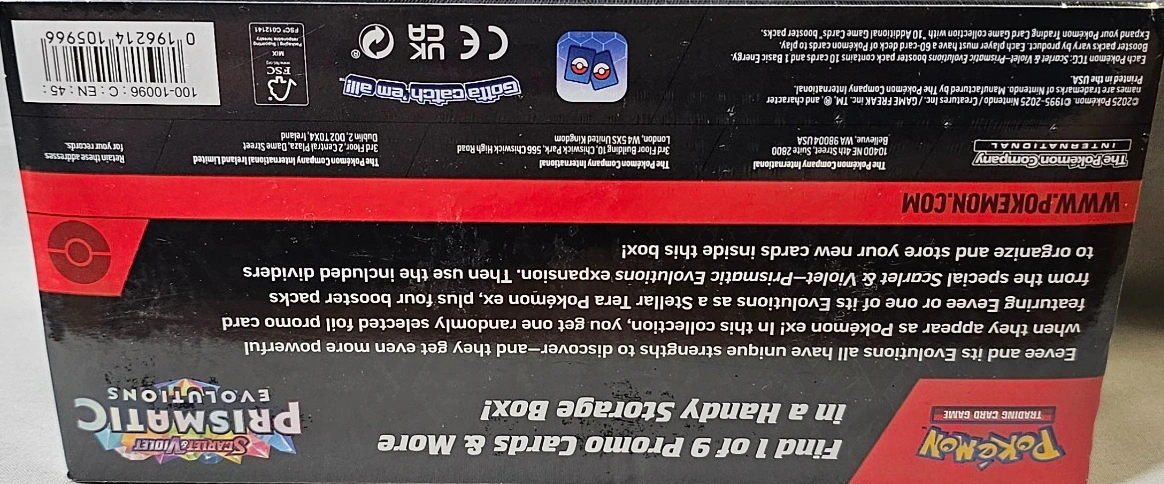 POKÉMON
TRADING CARD GAME
Find 1 of 9 Promo Cards & More
in a Handy Storage Box!
SCARLET & VIOLET
PRISMATIC
EVOLUTIONS
Eevee and its Evolutions all have unique strengths to discover—and they get even more powerful
when they appear as Pokémon ex! In this collection, you get one randomly selected foil promo card
featuring Eevee or one of its Evolutions as a Stellar Tera Pokémon ex, plus four booster packs
from the special Scarlet & Violet—Prismatic Evolutions expansion. Then use the included dividers
to organize and store your new cards inside this box!
WWW.POKEMON.COM
The Pokémon Company
INTERNATIONAL
The Pokémon Company International
10400 NE 4th Street, Suite 2800
Bellevue, WA 98004 USA
The Pokémon Company International
3rd Floor Building 10, Chiswick Park, 566 Chiswick High Road
London, W4 5XS United Kingdom
The Pokémon Company International Ireland Limited
3rd Floor, 2 Central Plaza, Dame Street
Dublin 2, D02 T0X4, Ireland
Retain these addresses
for your records.
©2025 Pokémon. ©1995–2025 Nintendo / Creatures Inc. / GAME FREAK inc. TM, ®, and character
names are trademarks of Nintendo. Manufactured by The Pokémon Company International.
Printed in the USA.
Each Pokémon TCG: Scarlet & Violet—Prismatic Evolutions booster pack contains 10 cards and 1 Basic Energy.
Booster packs vary by product. Each player must have a 60-card deck of Pokémon cards to play.
Expand your Pokémon Trading Card Game collection with 10 Additional Game Cards* booster packs.
Gotta catch 'em all!™
®
CE
UK
CA
FSC
www.fsc.org
MIX
Packaging | Supporting
responsible forestry
FSC® C012141
100-10096 : C : EN : 45 :
0 196214 105966